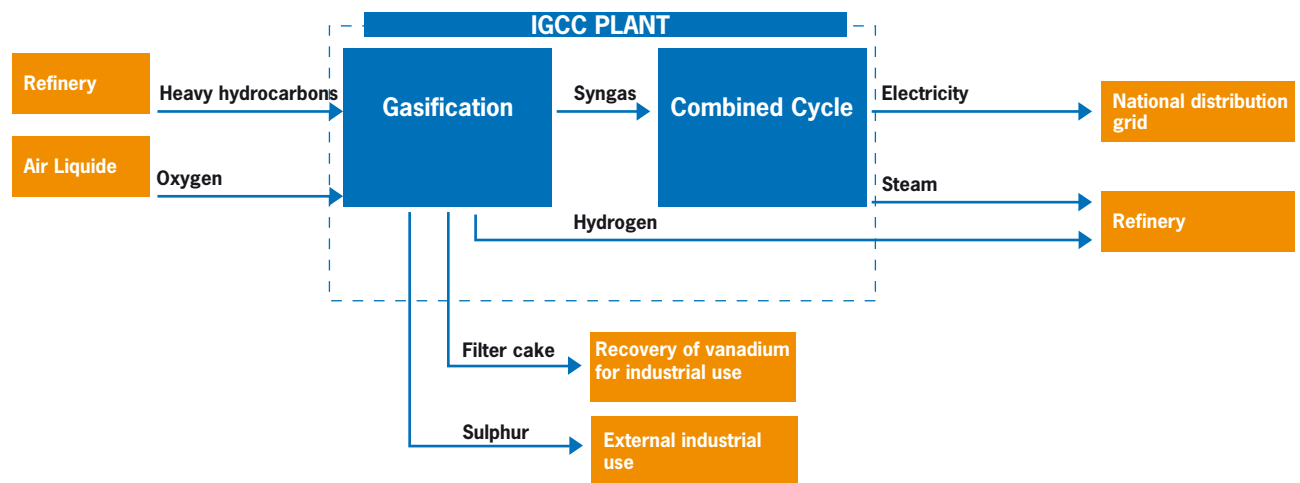 IGCC PLANT
Refinery
Heavy hydrocarbons
Gasification
Syngas
Combined Cycle
Electricity
National distribution
grid
Air Liquide
Oxygen
Steam
Hydrogen
Refinery
Filter cake
Recovery of vanadium
for industrial use
Sulphur
External industrial
use